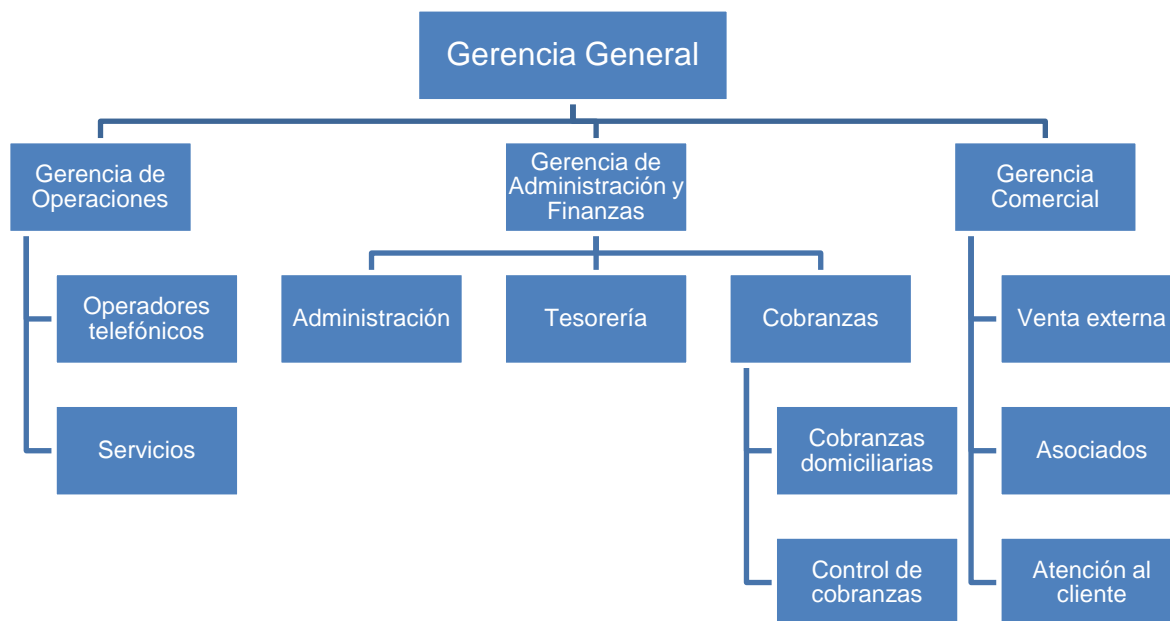 Gerencia General
Gerencia de
Operaciones
Gerencia de
Administración y
Finanzas
Gerencia
Comercial
Operadores
telefónicos
Administración
Tesorería
Cobranzas
Venta externa
Servicios
Cobranzas
domiciliarias
Asociados
Control de
cobranzas
Atención al
cliente